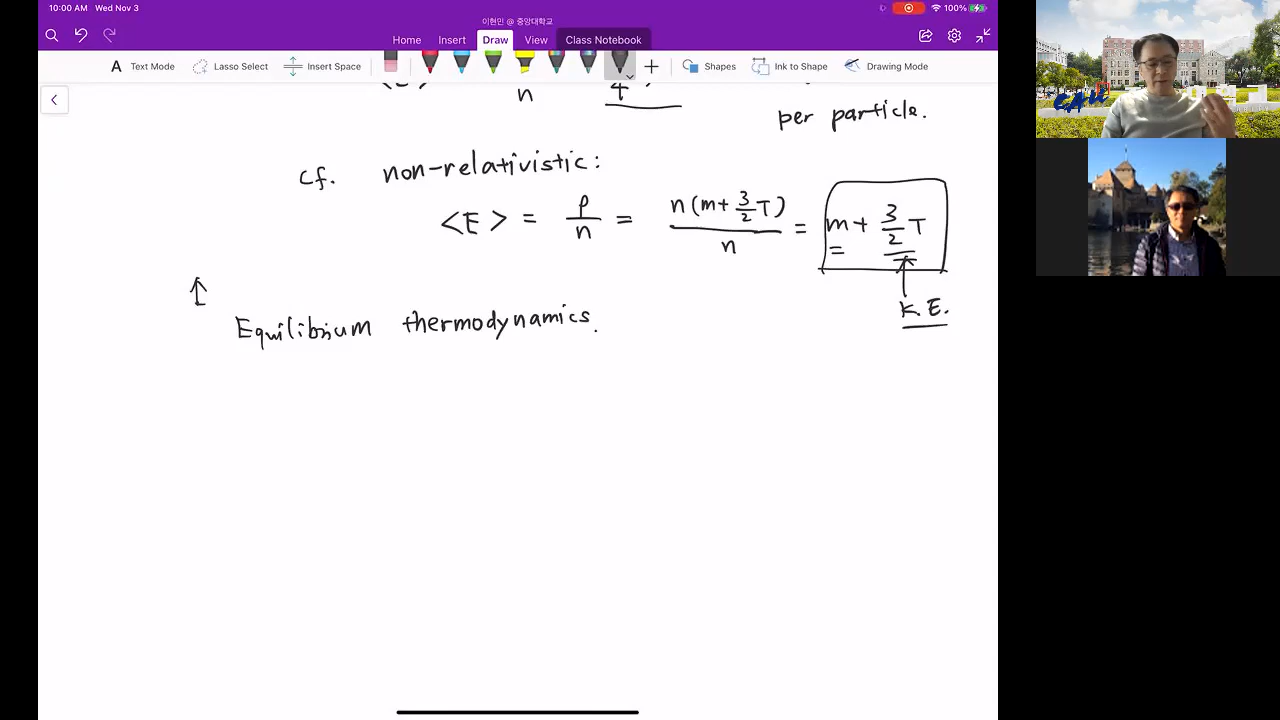 10:00 AM Wed Nov 3
100%
이현민 @ 중앙대학교
Home Insert Draw View Class Notebook
A Text Mode Lasso Select Insert Space Shapes Ink to Shape Drawing Mode
n
per particle.
cf. non-relativistic:
<E> = ρ/n = n(m + 3/2 T)/n = m + 3/2 T
K.E.
Equilibrium thermodynamics.
CAU